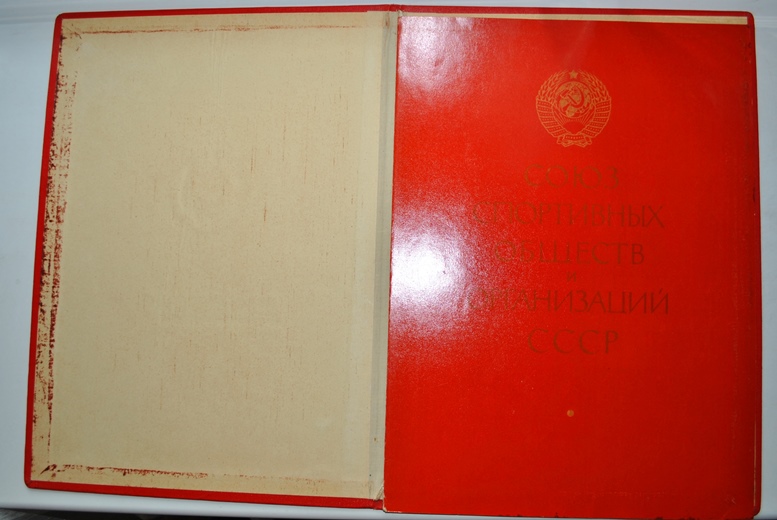 СОЮЗ
СПОРТИВНЫХ
ОБЩЕСТВ
И
ОРГАНИЗАЦИЙ
СССР